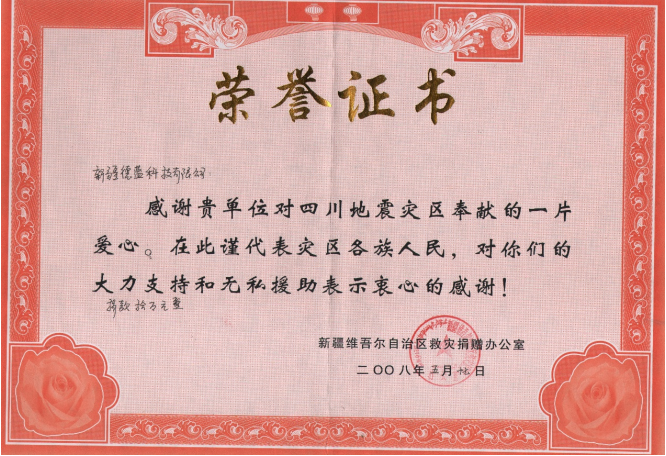 荣誉证书
新疆德蓝科技有限公司:
感谢贵单位对四川地震灾区奉献的一片
爱心。在此谨代表灾区各族人民，对你们的
大力支持和无私援助表示衷心的感谢！
捐款拾万元整
新疆维吾尔自治区救灾捐赠办公室
二〇〇八年五月 日